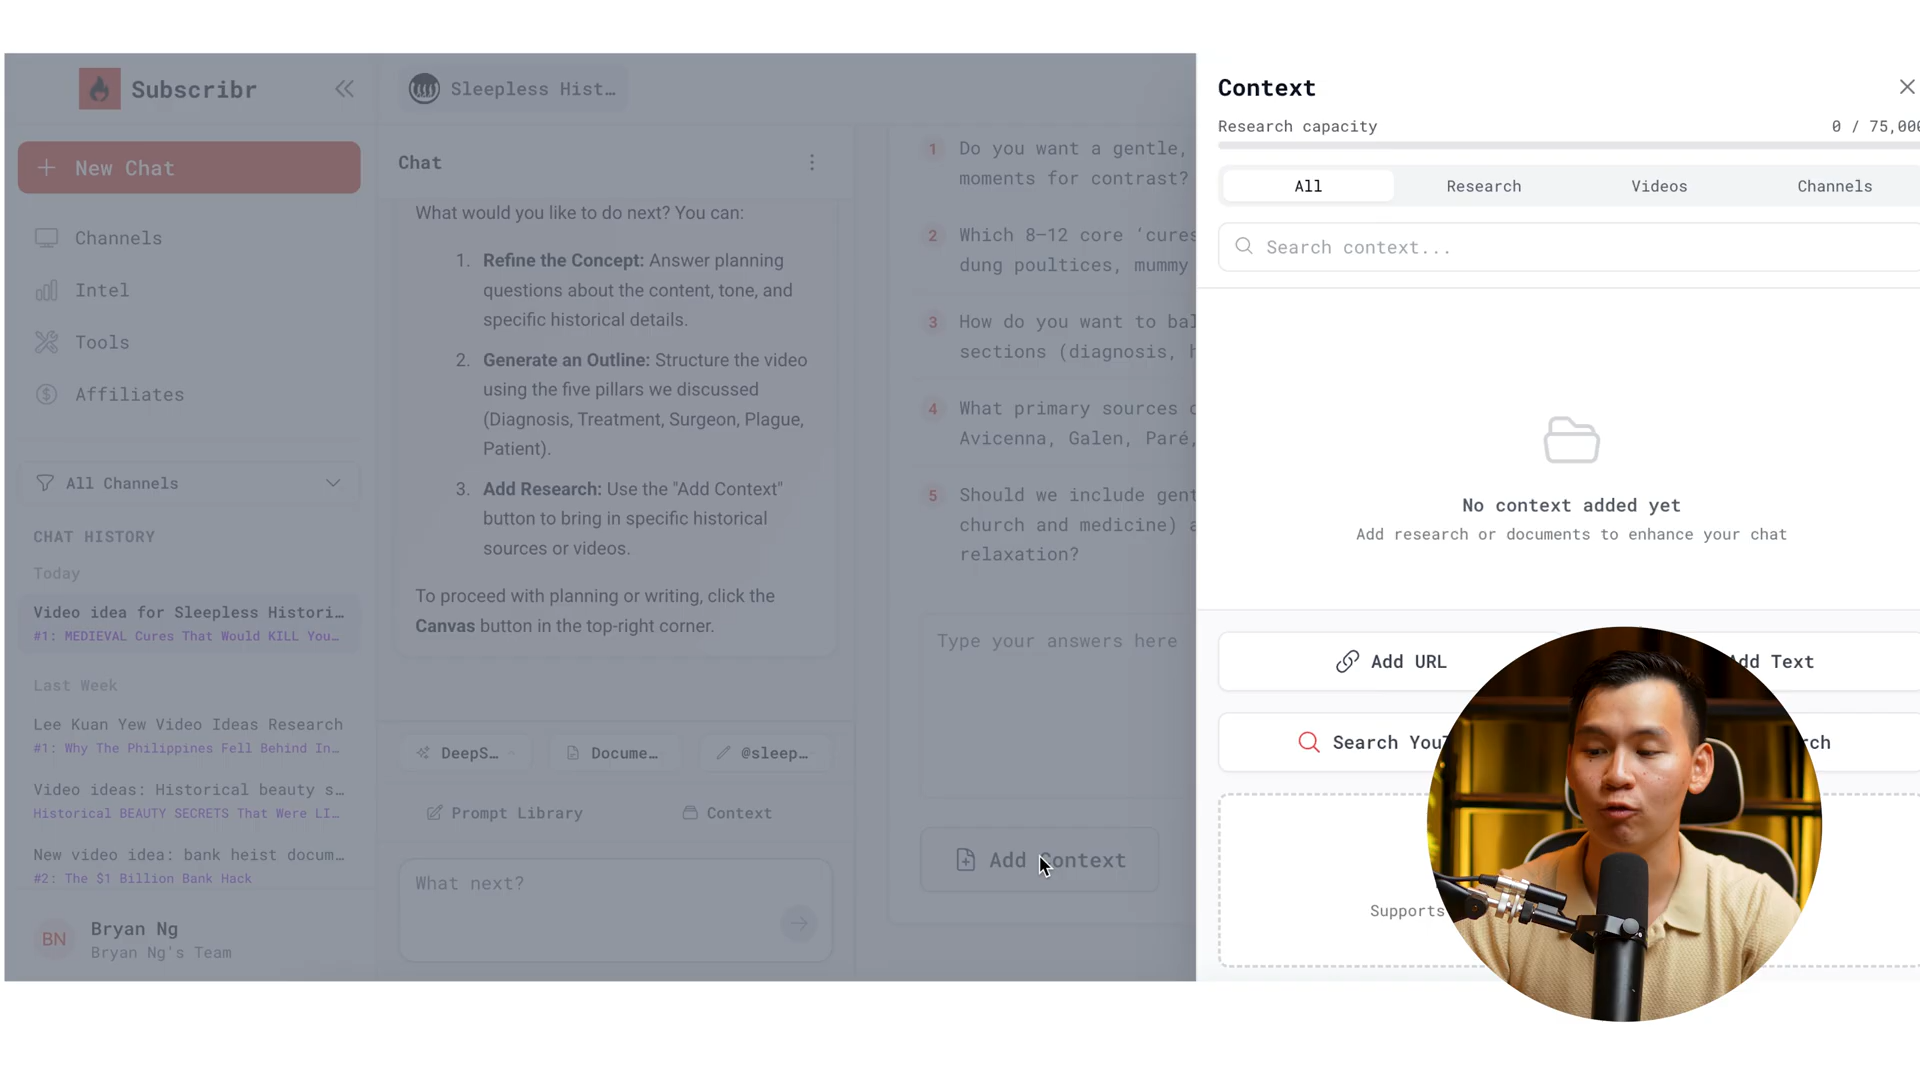 Subscribr
New Chat
Channels
Intel
Tools
Affiliates
All Channels
CHAT HISTORY
Today
Video idea for Sleepless Histori…
#1: MEDIEVAL Cures That Would KILL You…
Last Week
Lee Kuan Yew Video Ideas Research
#1: Why The Philippines Fell Behind In…
Video ideas: Historical beauty s…
Historical BEAUTY SECRETS That Were LI…
New video idea: bank heist docum…
#2: The $1 Billion Bank Hack
BN
Bryan Ng
Bryan Ng's Team
Sleepless Hist…
Chat
What would you like to do next? You can:
1. Refine the Concept: Answer planning
questions about the content, tone, and
specific historical details.
2. Generate an Outline: Structure the video
using the five pillars we discussed
(Diagnosis, Treatment, Surgeon, Plague,
Patient).
3. Add Research: Use the "Add Context"
button to bring in specific historical
sources or videos.
To proceed with planning or writing, click the
Canvas button in the top-right corner.
DeepS…
Docume…
@sleep…
Prompt Library
Context
What next?
1 Do you want a gentle,
moments for contrast?
2 Which 8–12 core ‘cures
dung poultices, mummy
3 How do you want to bal
sections (diagnosis, h
4 What primary sources
Avicenna, Galen, Paré,
5 Should we include gent
church and medicine) a
relaxation?
Type your answers here
Add Context
Context
Research capacity
0 / 75,000
All
Research
Videos
Channels
Search context...
No context added yet
Add research or documents to enhance your chat
Add URL
Add Text
Search You
rch
Supports